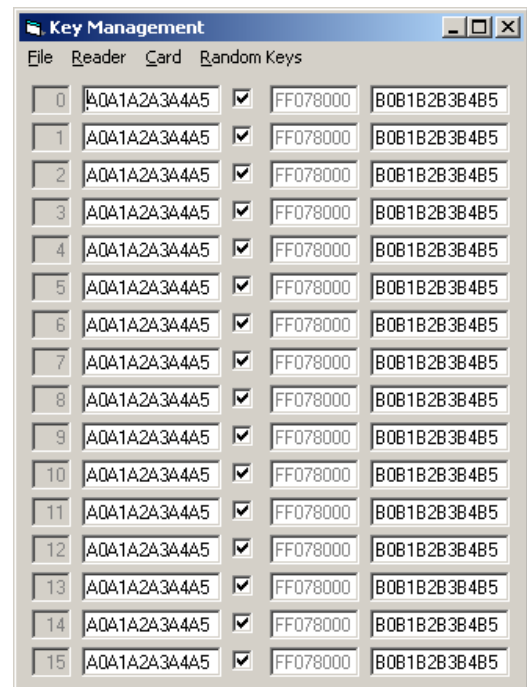 Key Management
File Reader Card Random Keys
0 A0A1A2A3A4A5 FF078000 B0B1B2B3B4B5
1 A0A1A2A3A4A5 FF078000 B0B1B2B3B4B5
2 A0A1A2A3A4A5 FF078000 B0B1B2B3B4B5
3 A0A1A2A3A4A5 FF078000 B0B1B2B3B4B5
4 A0A1A2A3A4A5 FF078000 B0B1B2B3B4B5
5 A0A1A2A3A4A5 FF078000 B0B1B2B3B4B5
6 A0A1A2A3A4A5 FF078000 B0B1B2B3B4B5
7 A0A1A2A3A4A5 FF078000 B0B1B2B3B4B5
8 A0A1A2A3A4A5 FF078000 B0B1B2B3B4B5
9 A0A1A2A3A4A5 FF078000 B0B1B2B3B4B5
10 A0A1A2A3A4A5 FF078000 B0B1B2B3B4B5
11 A0A1A2A3A4A5 FF078000 B0B1B2B3B4B5
12 A0A1A2A3A4A5 FF078000 B0B1B2B3B4B5
13 A0A1A2A3A4A5 FF078000 B0B1B2B3B4B5
14 A0A1A2A3A4A5 FF078000 B0B1B2B3B4B5
15 A0A1A2A3A4A5 FF078000 B0B1B2B3B4B5